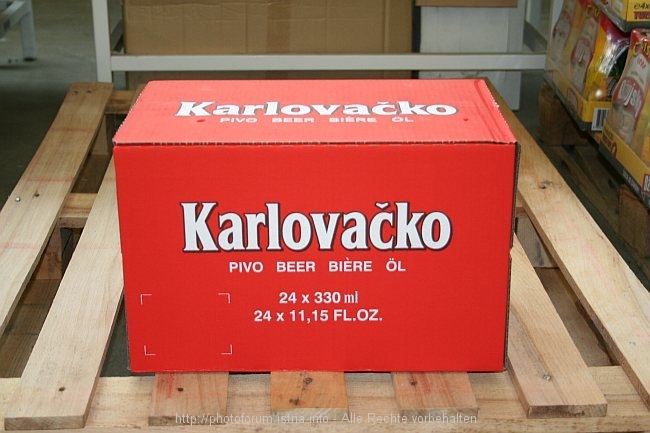 Karlovačko
PIVO BEER BIÈRE ÖL
Karlovačko
PIVO BEER BIÈRE ÖL
24 x 330 ml
24 x 11,15 FL.OZ.
http://photoforum.istria.info - Alle Rechte vorbehalten